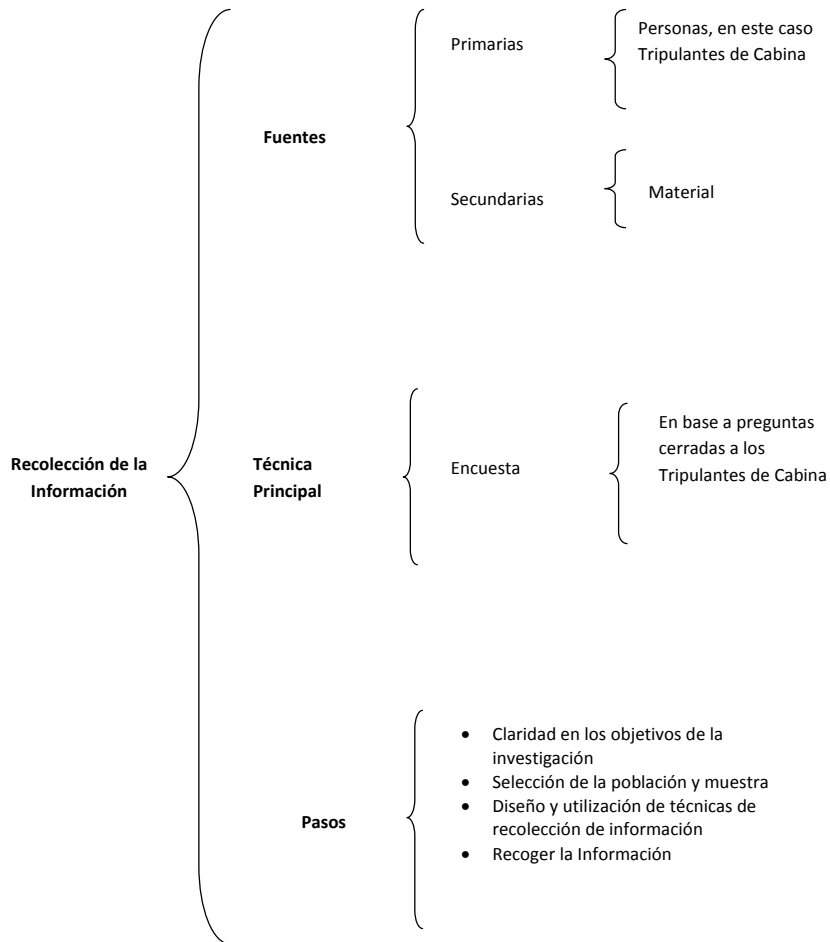 Recolección de la
Información
Fuentes
Primarias
Personas, en este caso
Tripulantes de Cabina
Secundarias
Material
Técnica
Principal
Encuesta
En base a preguntas
cerradas a los
Tripulantes de Cabina
Pasos
• Claridad en los objetivos de la
investigación
• Selección de la población y muestra
• Diseño y utilización de técnicas de
recolección de información
• Recoger la Información